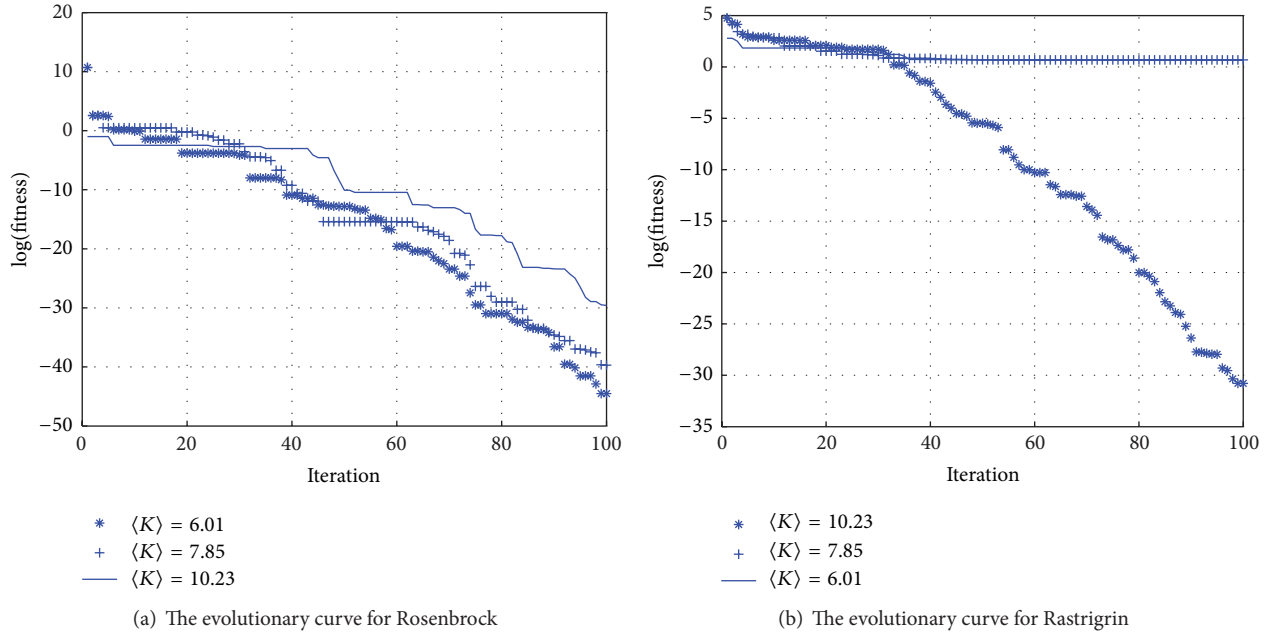 20
10
0
−10
−20
−30
−40
−50
log(fitness)
0
20
40
60
80
100
Iteration
⟨K⟩ = 6.01
⟨K⟩ = 7.85
⟨K⟩ = 10.23
(a) The evolutionary curve for Rosenbrock
5
0
−5
−10
−15
−20
−25
−30
−35
log(fitness)
0
20
40
60
80
100
Iteration
⟨K⟩ = 10.23
⟨K⟩ = 7.85
⟨K⟩ = 6.01
(b) The evolutionary curve for Rastrigrin